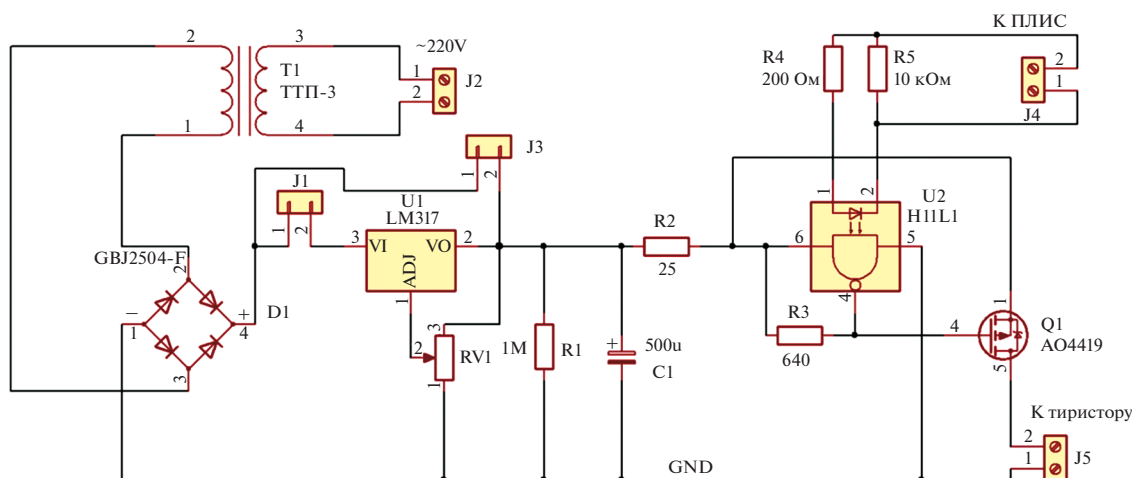 К ПЛИС
2
3
~220V
T1
ТТП-3
1
2
J2
1
4
R4
200 Ом
R5
10 кОм
2
1
J4
J3
1
2
J1
1
2
U1
LM317
3
VI
VO
2
ADJ
1
R2
25
1
2
U2
H11L1
6
5
4
GBJ2504-F
2
−
1
+
4
D1
3
3
2
RV1
1
1M
R1
+
500u
C1
R3
640
1
4
Q1
AO4419
5
К тиристору
2
1
J5
GND